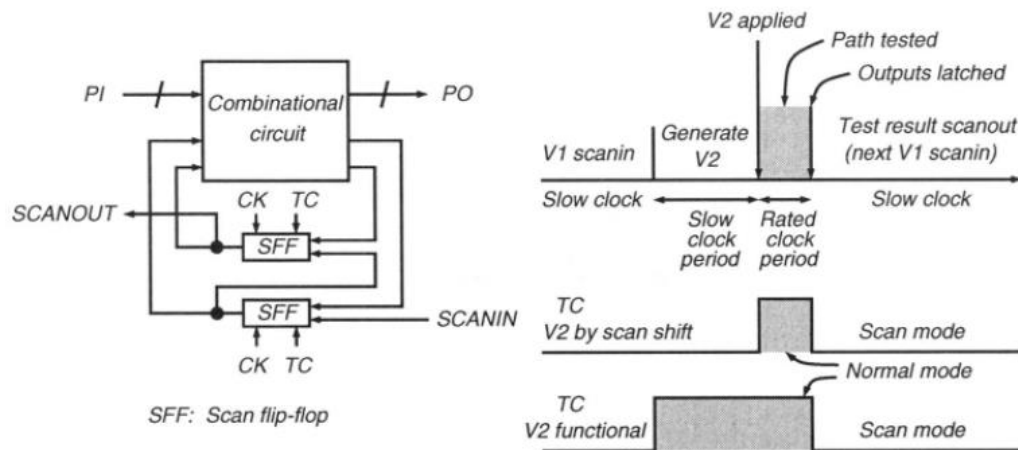 PI
Combinational
circuit
PO
SCANOUT
CK TC
SFF
SFF
SCANIN
CK TC
SFF: Scan flip-flop
V2 applied
Path tested
Outputs latched
V1 scanin
Generate
V2
Test result scanout
(next V1 scanin)
Slow clock
Slow
clock
period
Rated
clock
period
Slow clock
TC
V2 by scan shift
Scan mode
Normal mode
TC
V2 functional
Scan mode